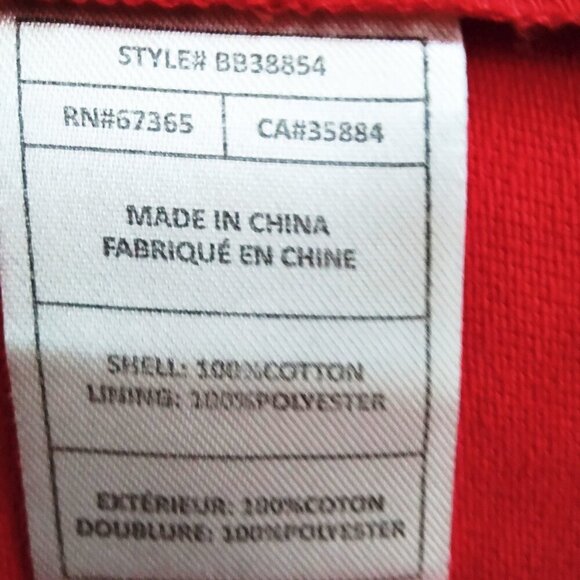 STYLE# BB38854
RN#67365 CA#35884
MADE IN CHINA
FABRIQUÉ EN CHINE
SHELL: 100%COTTON
LINING: 100%POLYESTER
EXTÉRIEUR: 100%COTON
DOUBLURE: 100%POLYESTER